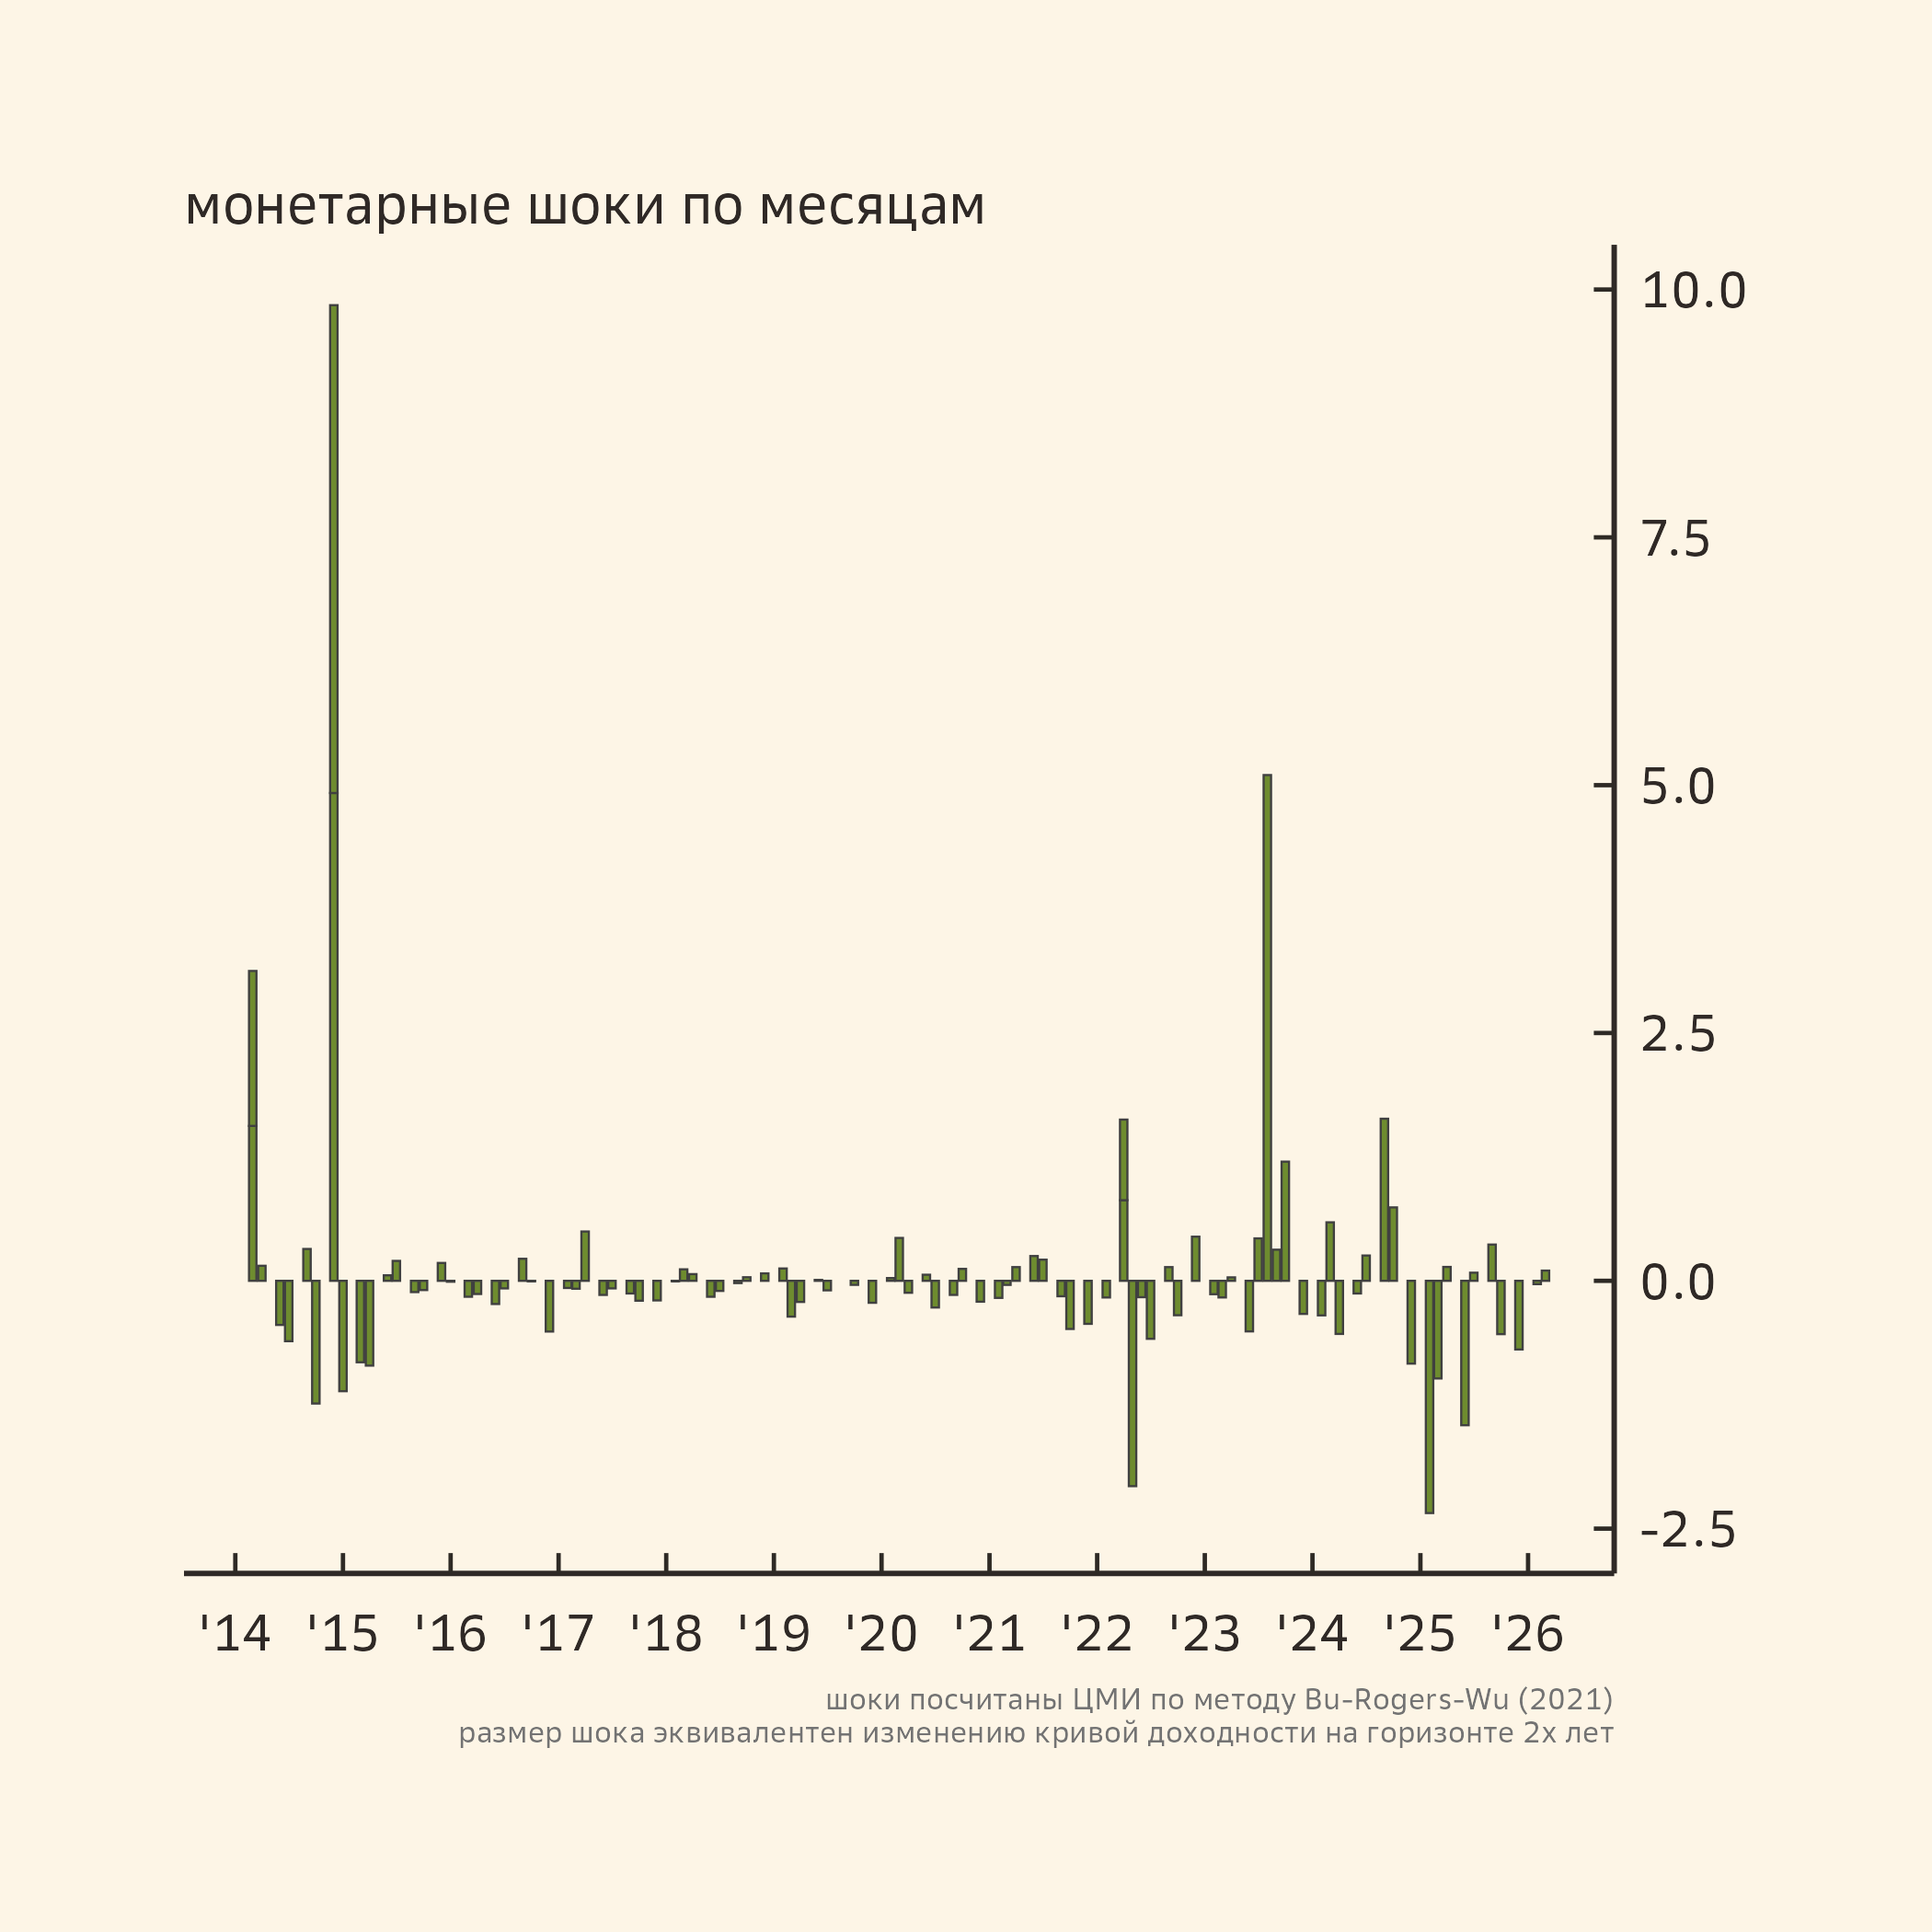 монетарные шоки по месяцам
10.0
7.5
5.0
2.5
0.0
-2.5
'14 '15 '16 '17 '18 '19 '20 '21 '22 '23 '24 '25 '26
шоки посчитаны ЦМИ по методу Bu-Rogers-Wu (2021)
размер шока эквивалентен изменению кривой доходности на горизонте 2х лет